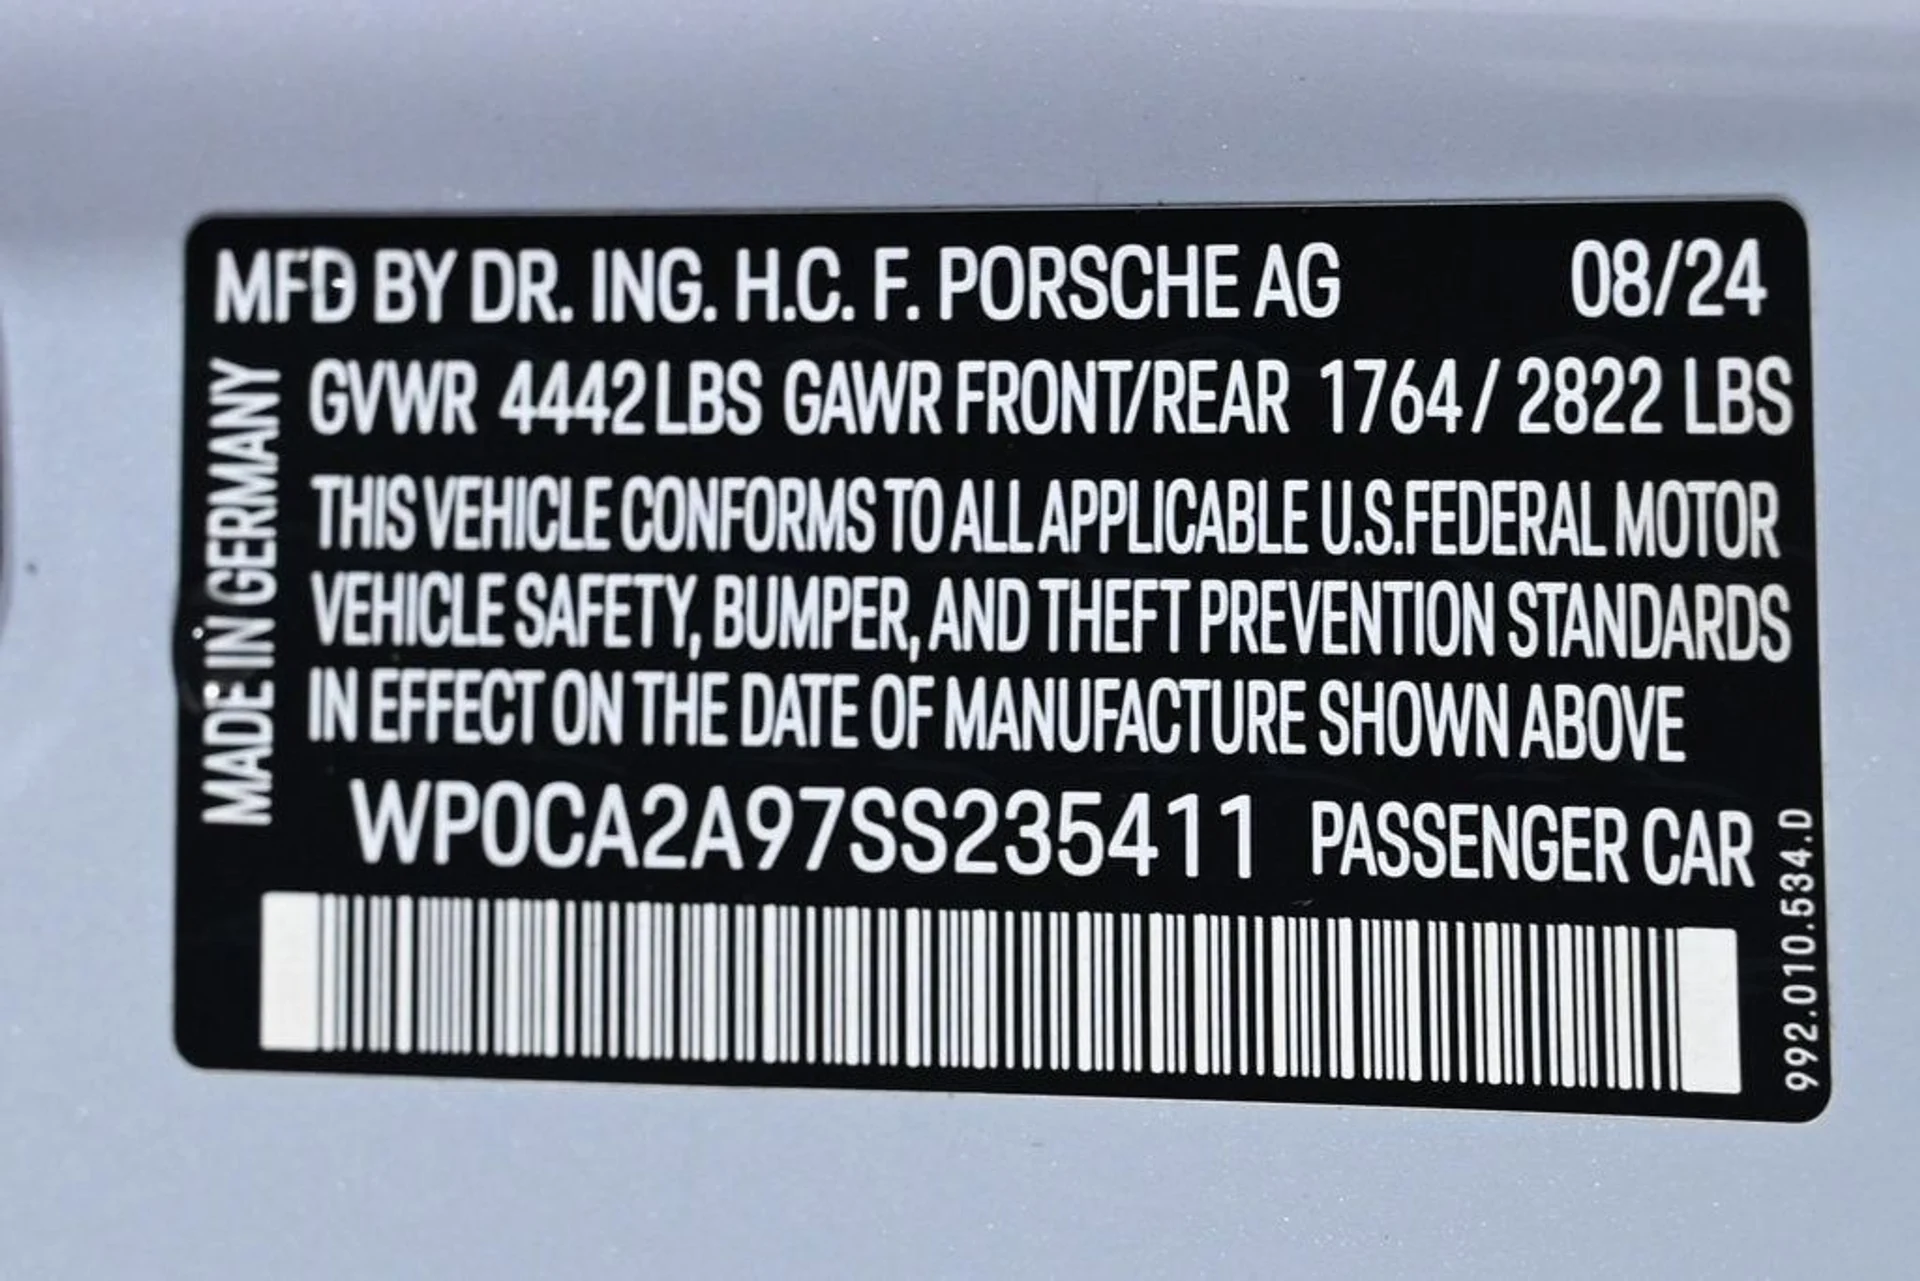 MFD BY DR. ING. H.C. F. PORSCHE AG 08/24
MADE IN GERMANY
GVWR 4442 LBS GAWR FRONT/REAR 1764 / 2822 LBS
THIS VEHICLE CONFORMS TO ALL APPLICABLE U.S.FEDERAL MOTOR
VEHICLE SAFETY, BUMPER, AND THEFT PREVENTION STANDARDS
IN EFFECT ON THE DATE OF MANUFACTURE SHOWN ABOVE
WP0CA2A97SS235411 PASSENGER CAR
992.010.534.D